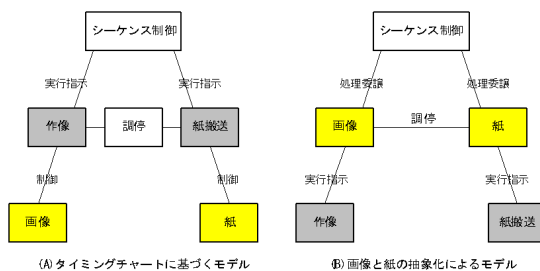 シーケンス制御
実行指示
実行指示
作像
調停
紙搬送
制御
制御
画像
紙
(A)タイミングチャートに基づくモデル
シーケンス制御
処理委譲
処理委譲
画像
調停
紙
実行指示
実行指示
作像
紙搬送
(B)画像と紙の抽象化によるモデル